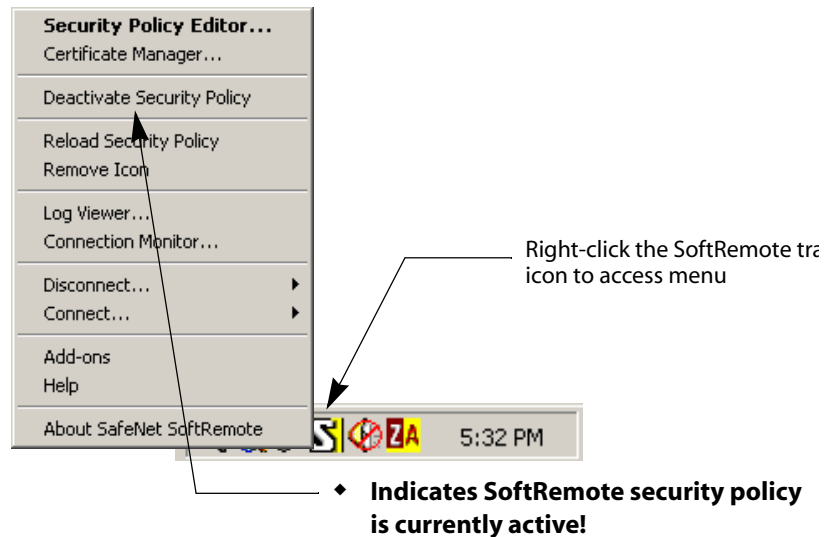 Security Policy Editor...
Certificate Manager...
Deactivate Security Policy
Reload Security Policy
Remove Icon
Log Viewer...
Connection Monitor...
Disconnect...
Connect...
Add-ons
Help
About SafeNet SoftRemote
Right-click the SoftRemote tra
icon to access menu
S ZA 5:32 PM
◆ Indicates SoftRemote security policy
is currently active!